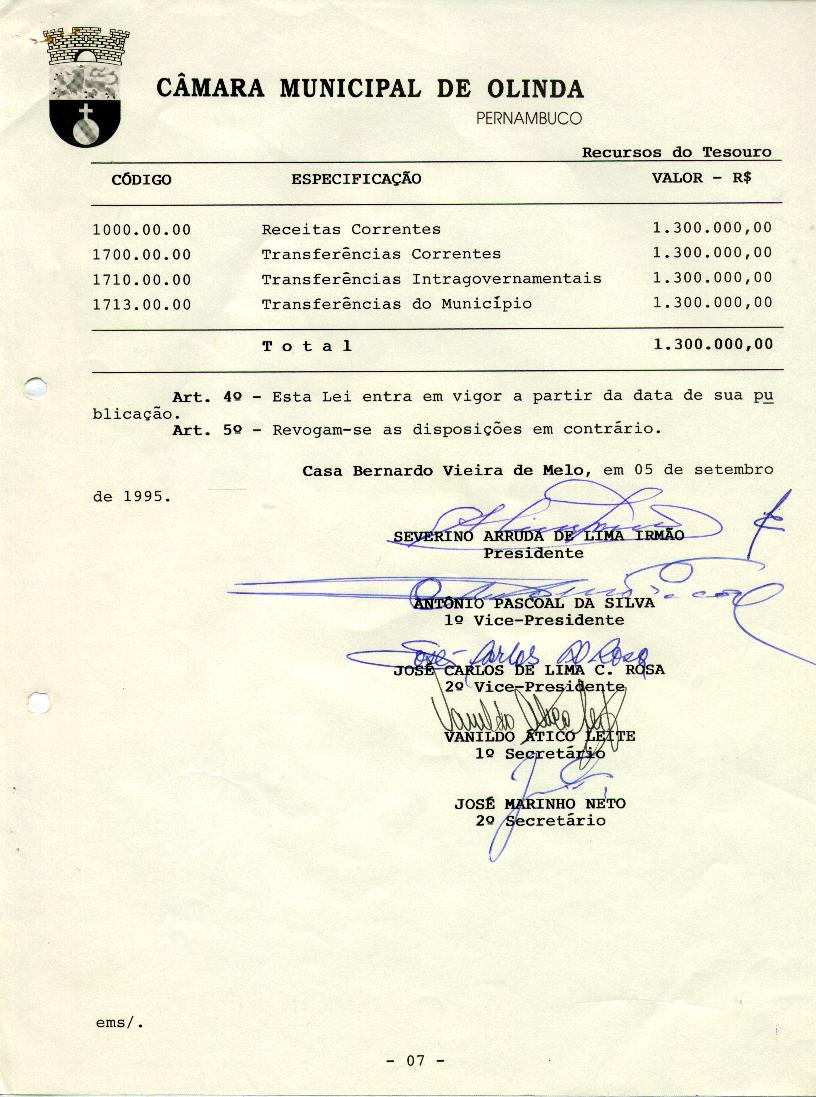 CÂMARA MUNICIPAL DE OLINDA
PERNAMBUCO
Recursos do Tesouro
CÓDIGO ESPECIFICAÇÃO VALOR - R$
1000.00.00 Receitas Correntes 1.300.000,00
1700.00.00 Transferências Correntes 1.300.000,00
1710.00.00 Transferências Intragovernamentais 1.300.000,00
1713.00.00 Transferências do Município 1.300.000,00
T o t a l 1.300.000,00
Art. 4º - Esta Lei entra em vigor a partir da data de sua pu
blicação.
Art. 5º - Revogam-se as disposições em contrário.
Casa Bernardo Vieira de Melo, em 05 de setembro
de 1995.
SEVERINO ARRUDA DE LIMA IRMÃO
Presidente
ANTÔNIO PASCOAL DA SILVA
1º Vice-Presidente
José Carlos
JOSÉ CARLOS DE LIMA C. ROSA
2º Vice-Presidente
Vanildo Ático
VANILDO ÁTICO LEITE
1º Secretário
JOSÉ MARINHO NETO
2º Secretário
ems/.
- 07 -